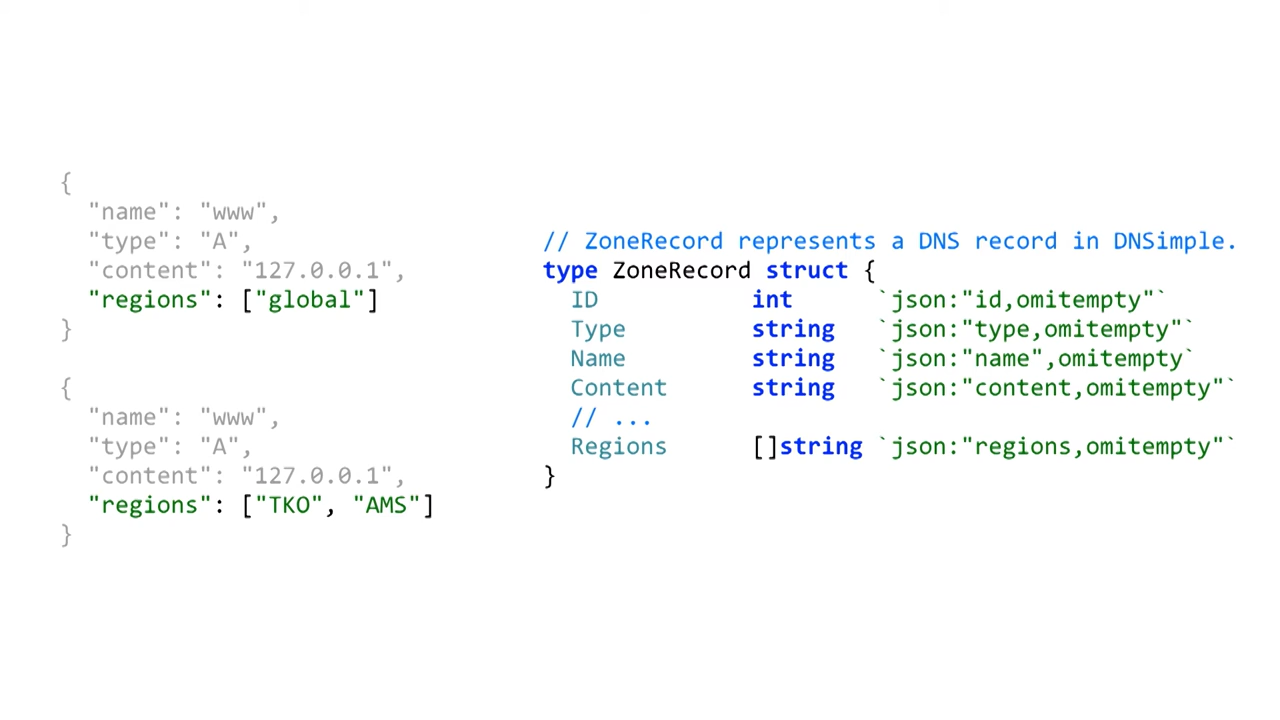 {
  "name": "www",
  "type": "A",
  "content": "127.0.0.1",
  "regions": ["global"]
}
{
  "name": "www",
  "type": "A",
  "content": "127.0.0.1",
  "regions": ["TKO", "AMS"]
}
// ZoneRecord represents a DNS record in DNSimple.
type ZoneRecord struct {
  ID           int      `json:"id,omitempty"`
  Type         string   `json:"type,omitempty"`
  Name         string   `json:"name",omitempty`
  Content      string   `json:"content,omitempty"`
  // ...
  Regions      []string `json:"regions,omitempty"`
}